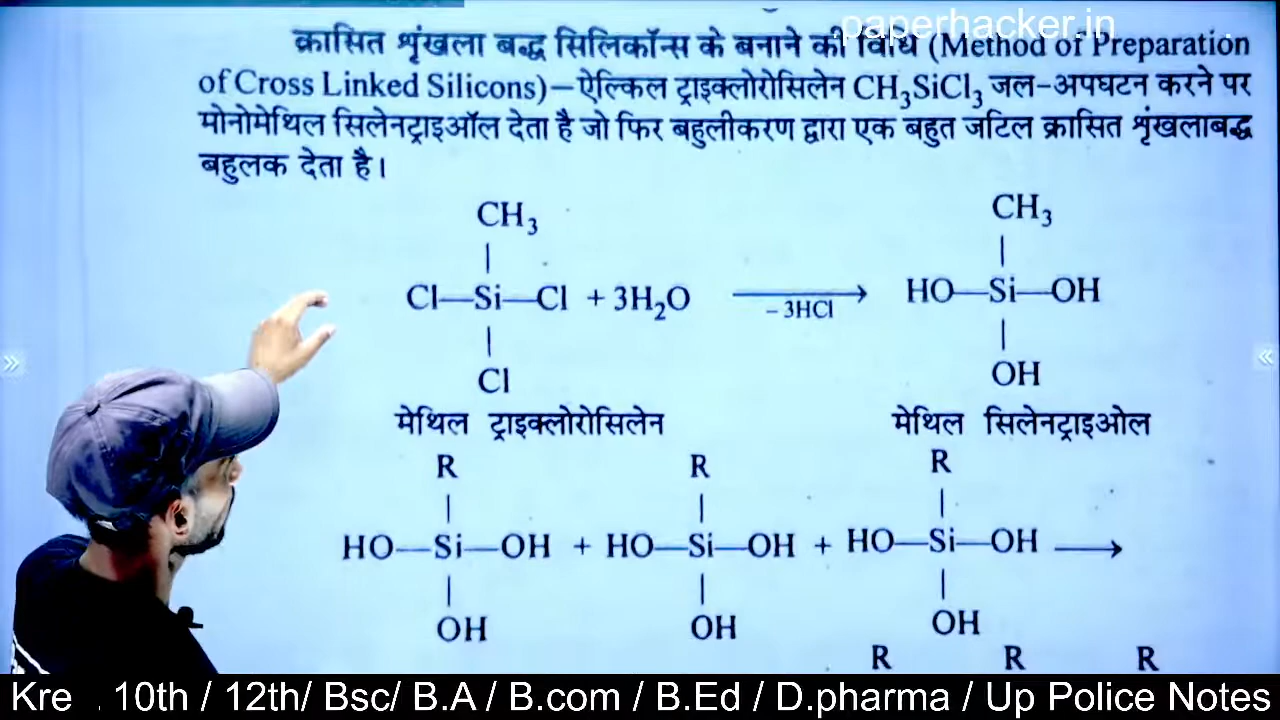 .paperhacker.in
क्रासित शृंखला बद्ध सिलिकॉन्स के बनाने की विधि (Method of Preparation
of Cross Linked Silicons)—ऐल्किल ट्राइक्लोरोसिलेन CH₃SiCl₃ जल-अपघटन करने पर
मोनोमेथिल सिलेनट्राइऑल देता है जो फिर बहुलीकरण द्वारा एक बहुत जटिल क्रासित शृंखलाबद्ध
बहुलक देता है।
CH₃ CH₃
| |
Cl—Si—Cl + 3H₂O ⟶ HO—Si—OH
– 3HCl
| |
Cl OH
मेथिल ट्राइक्लोरोसिलेन मेथिल सिलेनट्राइओल
R R R
| | |
HO—Si—OH + HO—Si—OH + HO—Si—OH ⟶
| | |
OH OH OH
R R R
Kre . 10th / 12th/ Bsc/ B.A / B.com / B.Ed / D.pharma / Up Police Notes